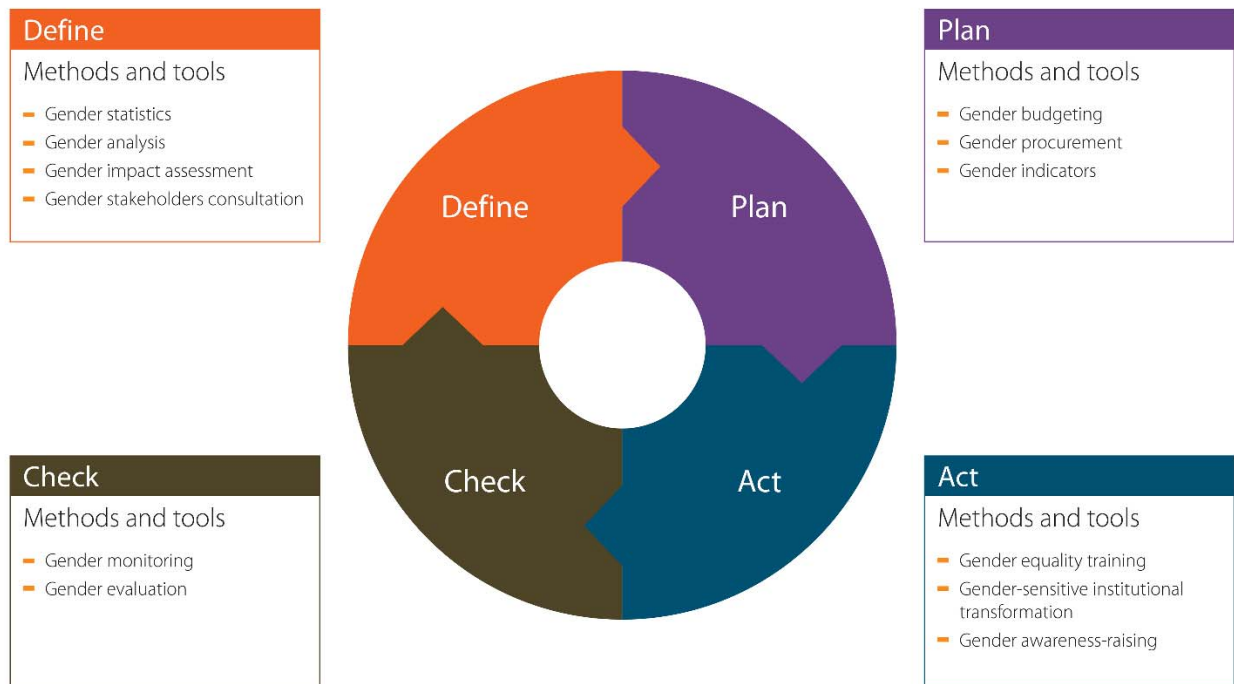 Define
Methods and tools
Gender statistics
Gender analysis
Gender impact assessment
Gender stakeholders consultation
Plan
Methods and tools
Gender budgeting
Gender procurement
Gender indicators
Define
Plan
Check
Act
Check
Methods and tools
Gender monitoring
Gender evaluation
Act
Methods and tools
Gender equality training
Gender-sensitive institutional
transformation
Gender awareness-raising